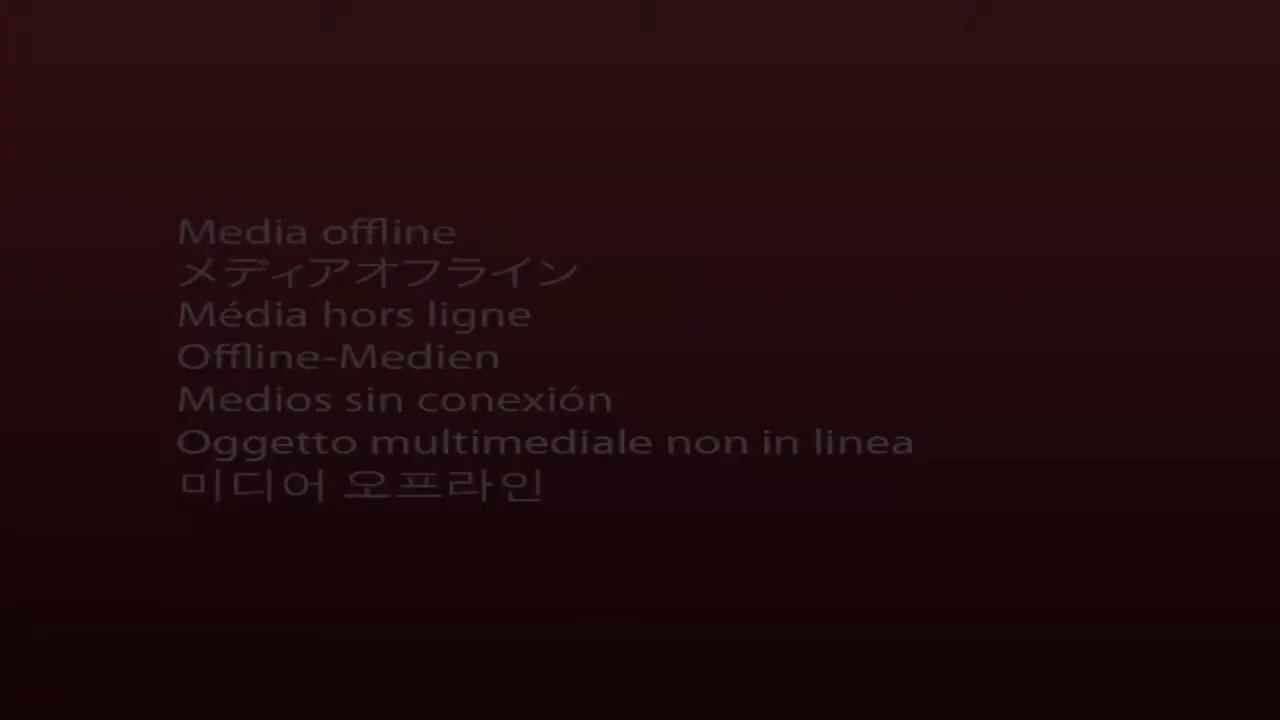 Media offline
メディアオフライン
Média hors ligne
Offline-Medien
Medios sin conexión
Oggetto multimediale non in linea
미디어 오프라인